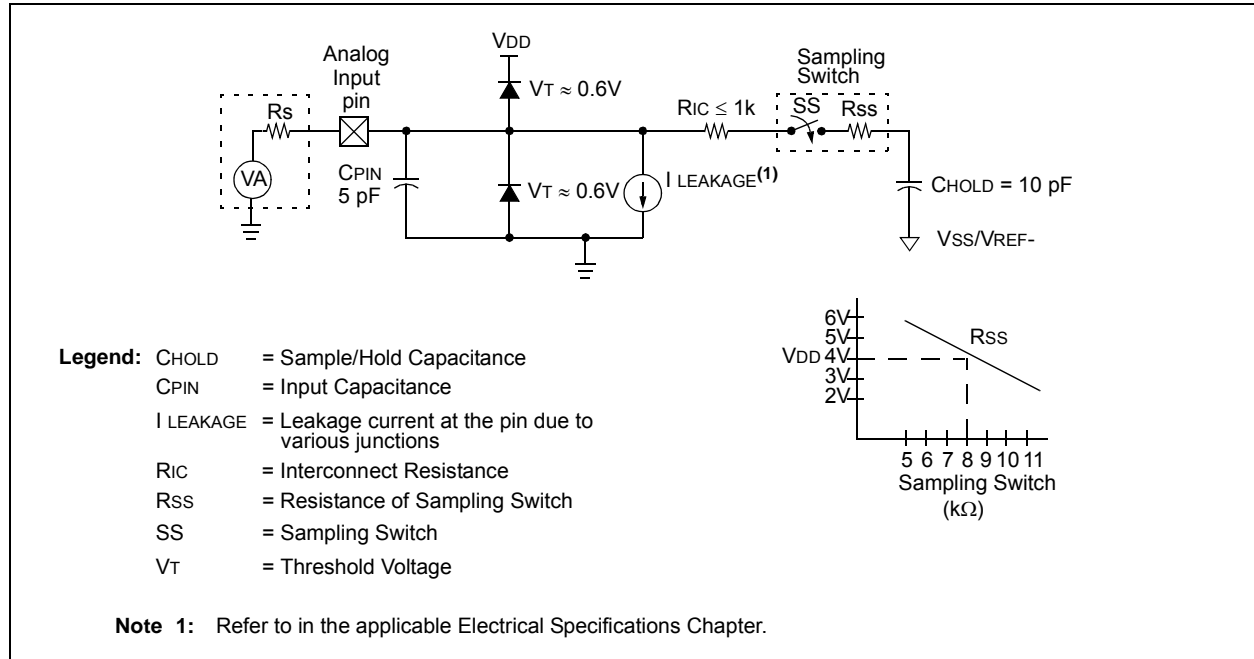 VDD
Analog
Input
pin
VT ≈ 0.6V
Sampling
Switch
RS
RIC ≤ 1k
SS
RSS
VA
CPIN
5 pF
VT ≈ 0.6V
I LEAKAGE(1)
CHOLD = 10 pF
VSS/VREF-
Legend: CHOLD = Sample/Hold Capacitance
CPIN = Input Capacitance
I LEAKAGE = Leakage current at the pin due to
various junctions
RIC = Interconnect Resistance
RSS = Resistance of Sampling Switch
SS = Sampling Switch
VT = Threshold Voltage
6V
5V
VDD 4V
3V
2V
RSS
5 6 7 8 9 10 11
Sampling Switch
(kΩ)
Note 1: Refer to in the applicable Electrical Specifications Chapter.